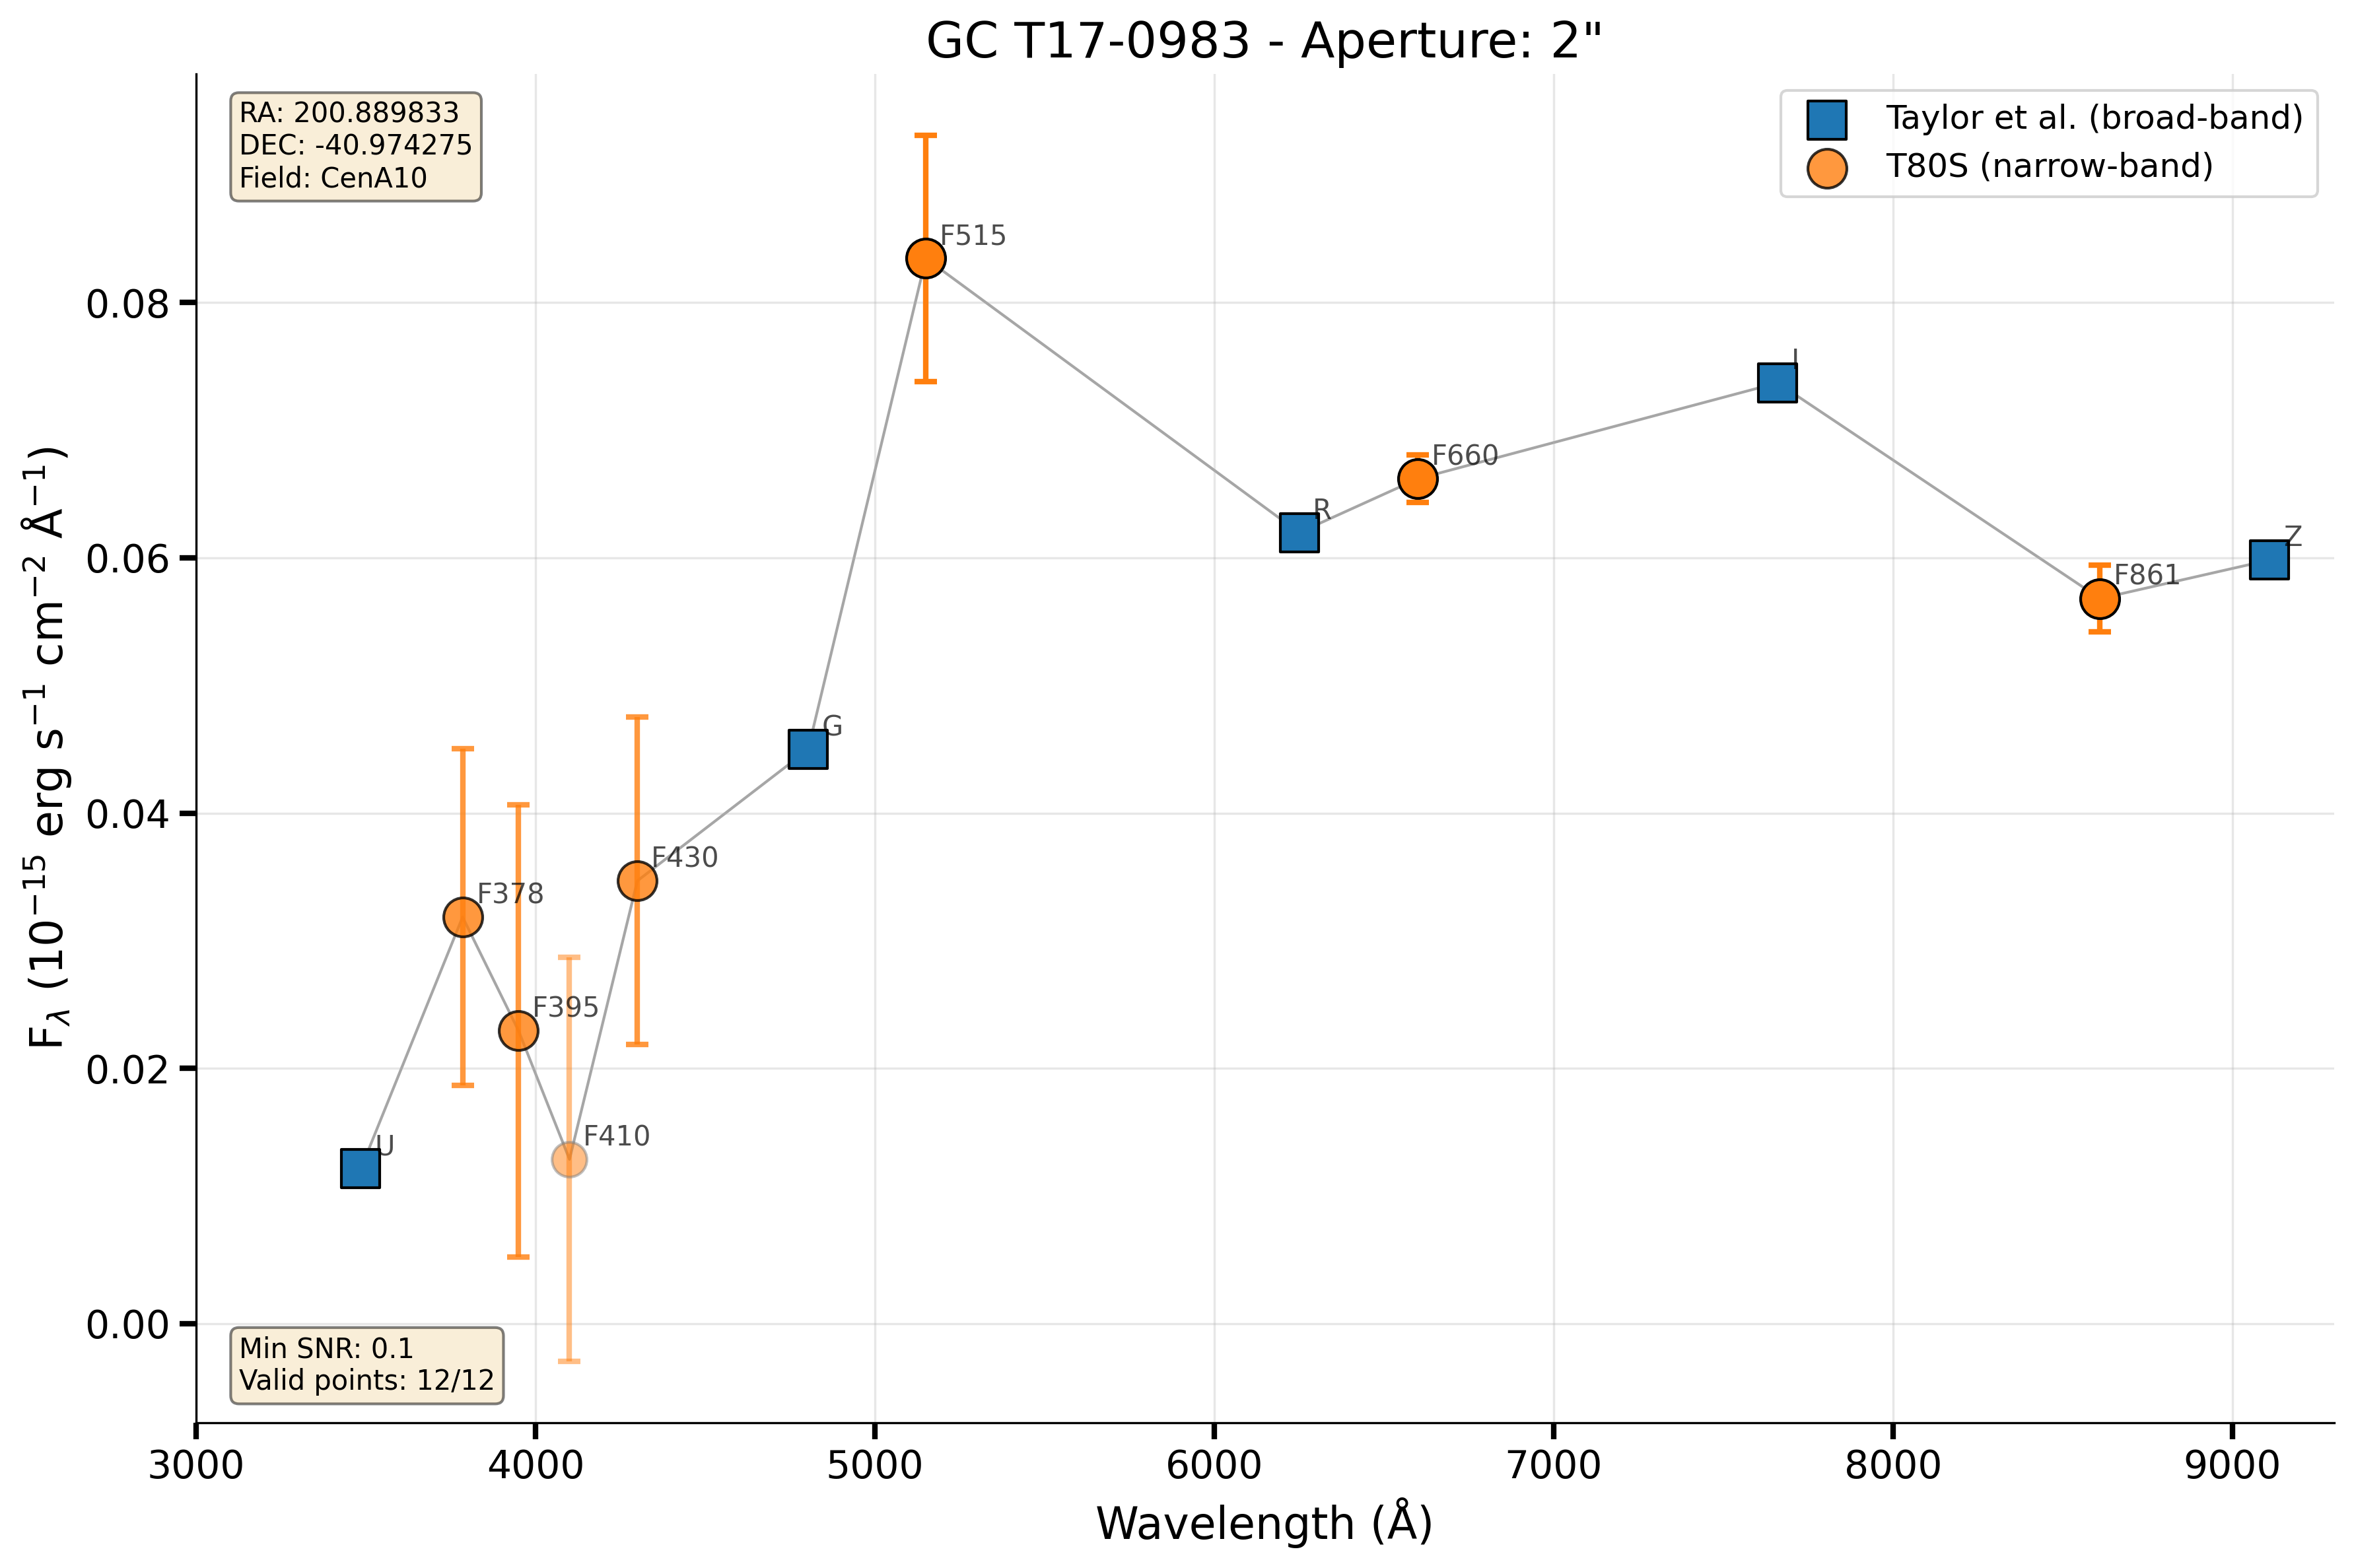 GC T17-0983 - Aperture: 2"
RA: 200.889833
DEC: -40.974275
Field: CenA10
Taylor et al. (broad-band)
T80S (narrow-band)
F515
0.08
I
F660
R
Z
0.06
F861
G
0.04
F430
F378
F395
0.02
F410
U
0.00
Min SNR: 0.1
Valid points: 12/12
F_λ (10⁻¹⁵ erg s⁻¹ cm⁻² Å⁻¹)
3000 4000 5000 6000 7000 8000 9000
Wavelength (Å)